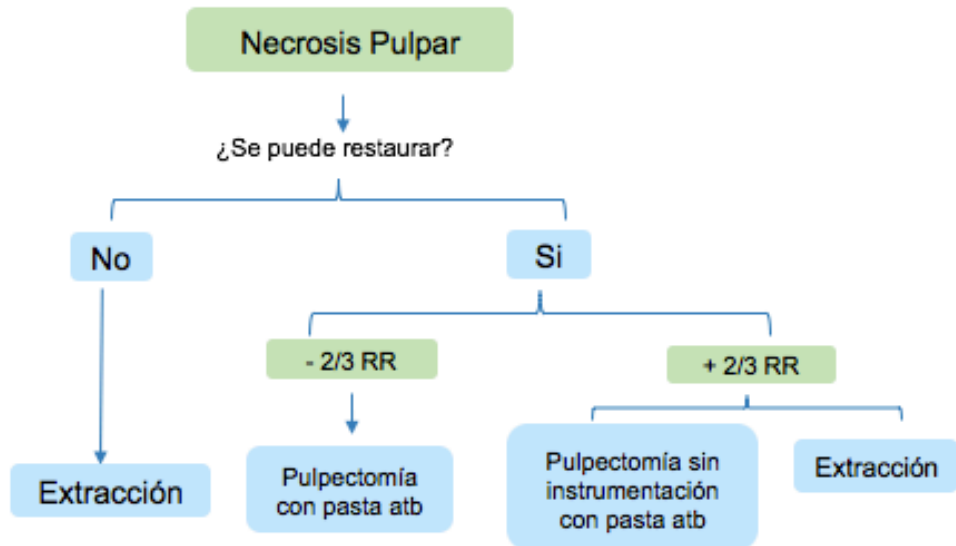 Necrosis Pulpar
¿Se puede restaurar?
No
Si
- 2/3 RR
+ 2/3 RR
Extracción
Pulpectomía
con pasta atb
Pulpectomía sin
instrumentación
con pasta atb
Extracción